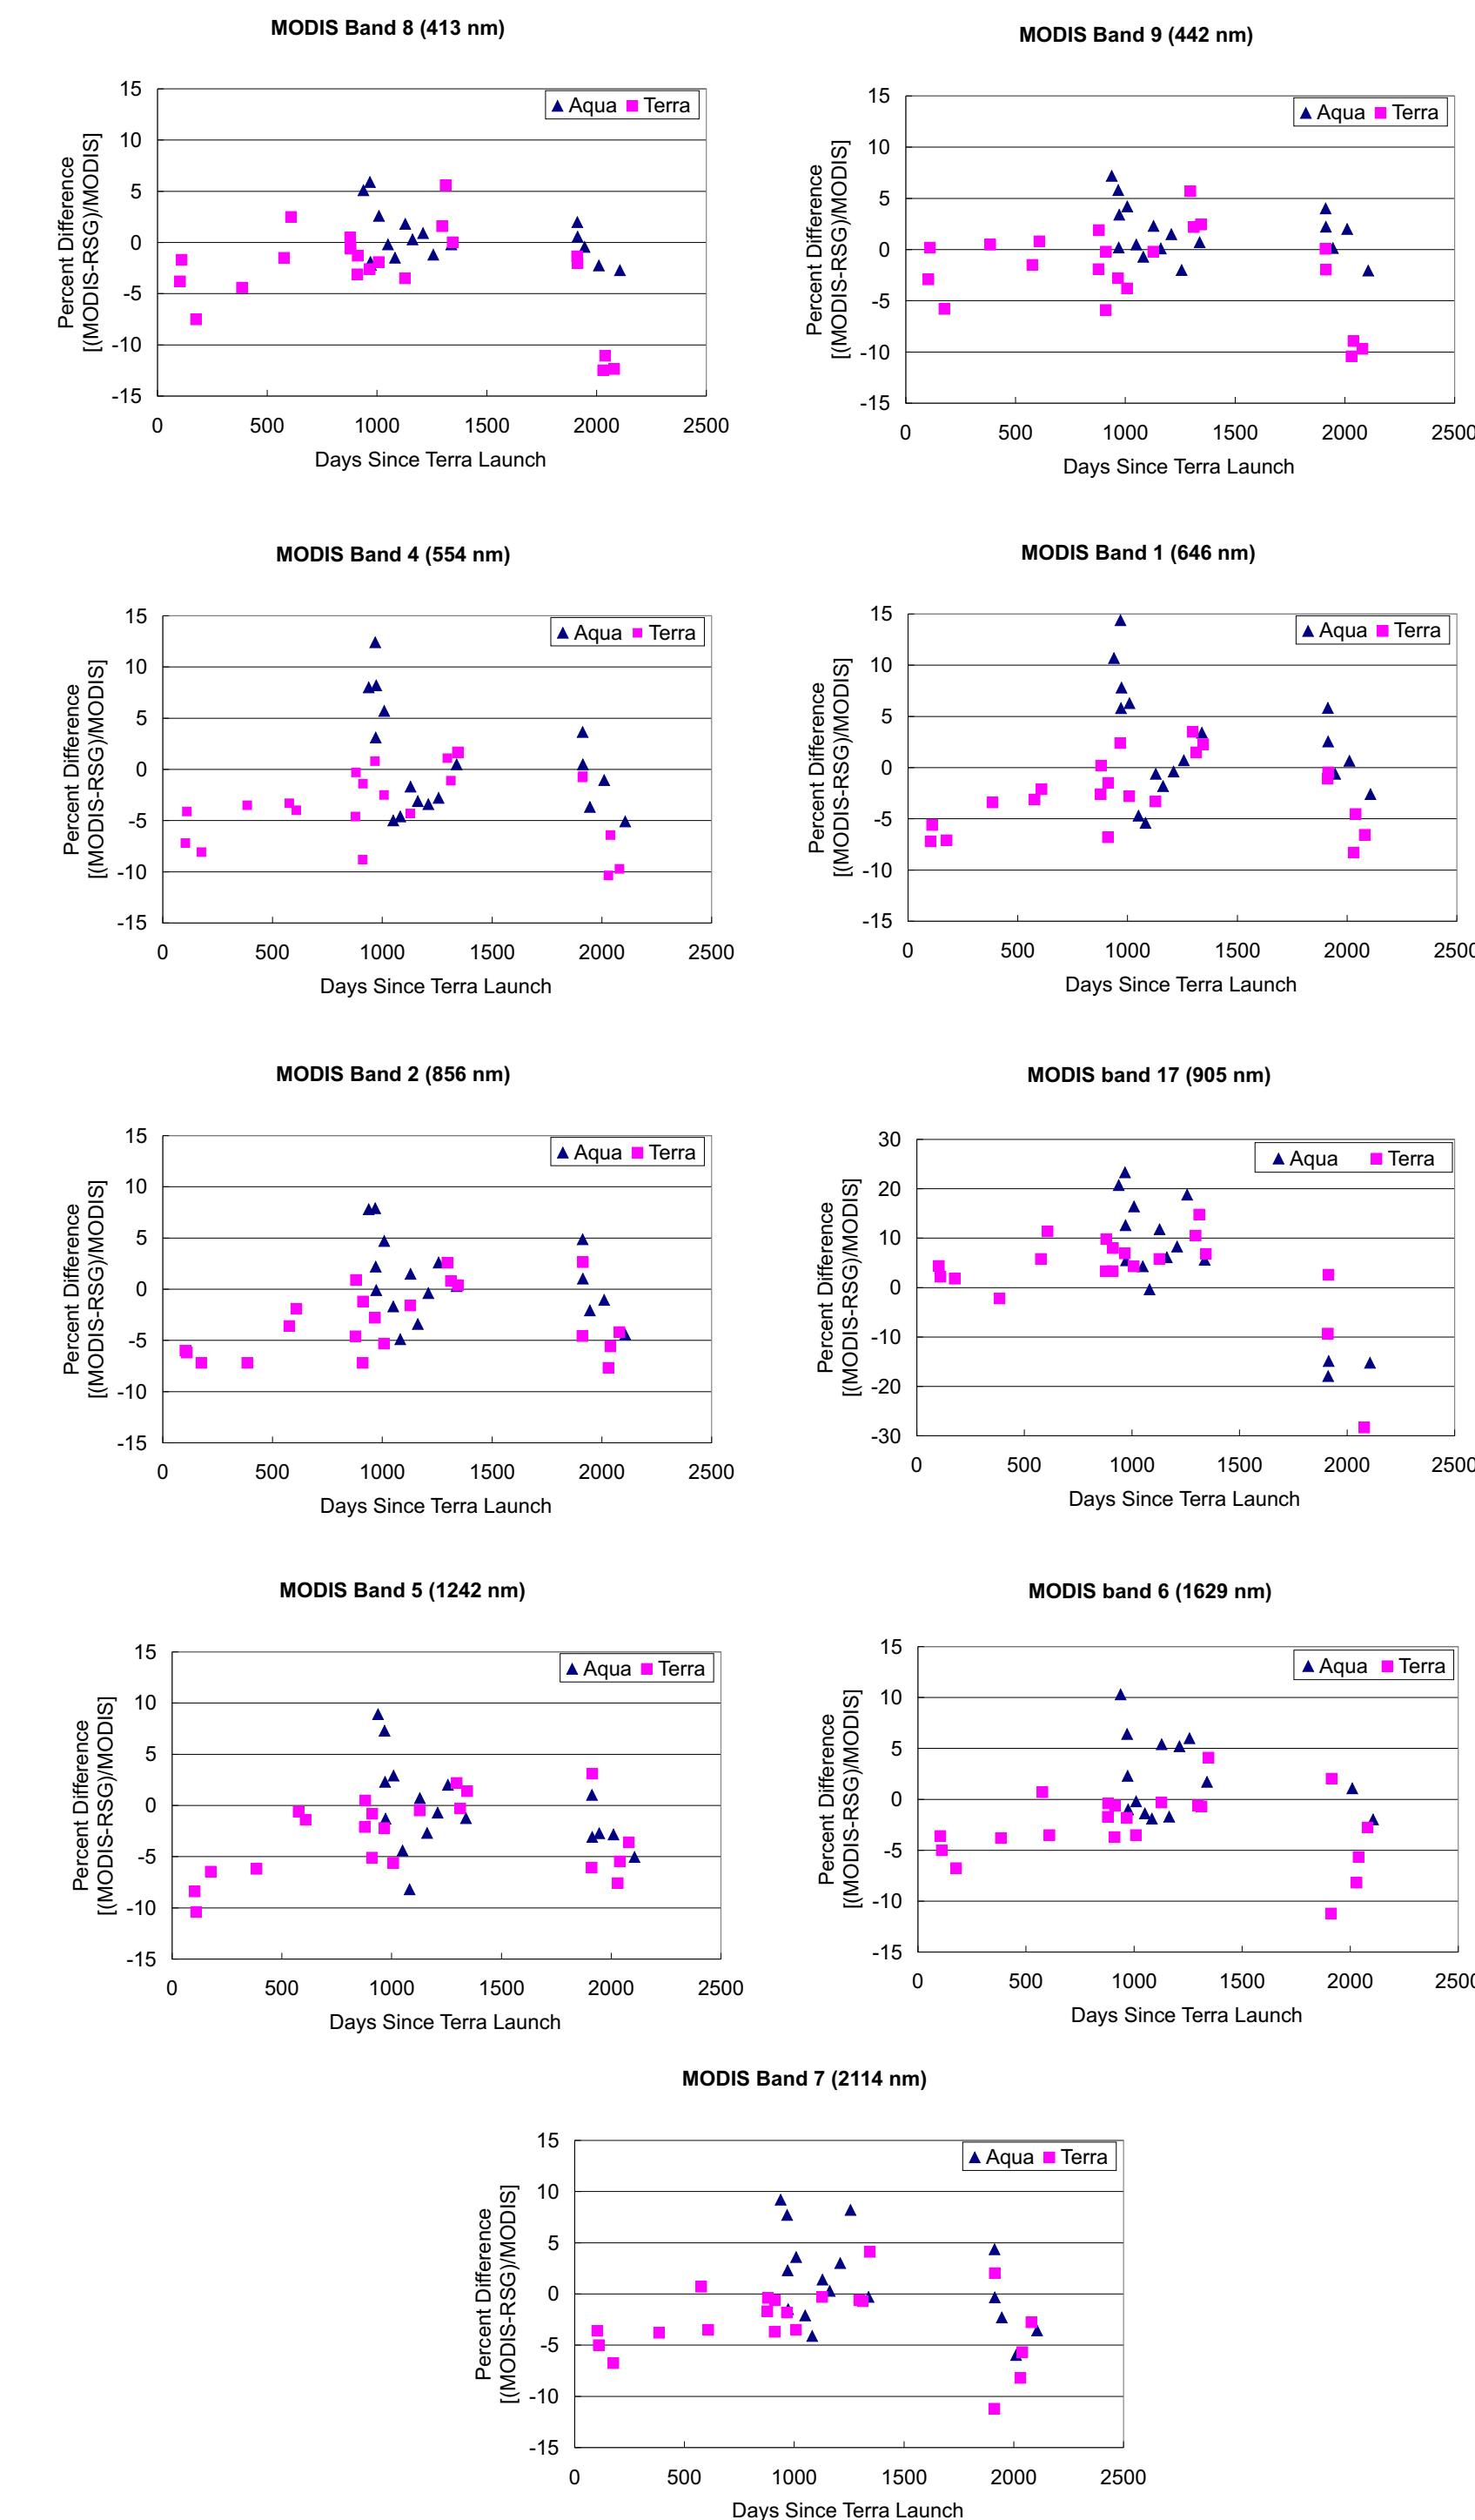 MODIS Band 8 (413 nm)
15
10
5
0
-5
-10
-15
Percent Difference
[(MODIS-RSG)/MODIS]
Aqua Terra
0 500 1000 1500 2000 2500
Days Since Terra Launch
MODIS Band 9 (442 nm)
15
10
5
0
-5
-10
-15
Percent Difference
[(MODIS-RSG)/MODIS]
Aqua Terra
0 500 1000 1500 2000 2500
Days Since Terra Launch
MODIS Band 4 (554 nm)
15
10
5
0
-5
-10
-15
Percent Difference
[(MODIS-RSG)/MODIS]
Aqua Terra
0 500 1000 1500 2000 2500
Days Since Terra Launch
MODIS Band 1 (646 nm)
15
10
5
0
-5
-10
-15
Percent Difference
[(MODIS-RSG)/MODIS]
Aqua Terra
0 500 1000 1500 2000 2500
Days Since Terra Launch
MODIS Band 2 (856 nm)
15
10
5
0
-5
-10
-15
Percent Difference
[(MODIS-RSG)/MODIS]
Aqua Terra
0 500 1000 1500 2000 2500
Days Since Terra Launch
MODIS band 17 (905 nm)
30
20
10
0
-10
-20
-30
Percent Difference
[(MODIS-RSG)/MODIS]
Aqua Terra
0 500 1000 1500 2000 2500
Days Since Terra Launch
MODIS Band 5 (1242 nm)
15
10
5
0
-5
-10
-15
Percent Difference
[(MODIS-RSG)/MODIS]
Aqua Terra
0 500 1000 1500 2000 2500
Days Since Terra Launch
MODIS band 6 (1629 nm)
15
10
5
0
-5
-10
-15
Percent Difference
[(MODIS-RSG)/MODIS]
Aqua Terra
0 500 1000 1500 2000 2500
Days Since Terra Launch
MODIS Band 7 (2114 nm)
15
10
5
0
-5
-10
-15
Percent Difference
[(MODIS-RSG)/MODIS]
Aqua Terra
0 500 1000 1500 2000 2500
Days Since Terra Launch